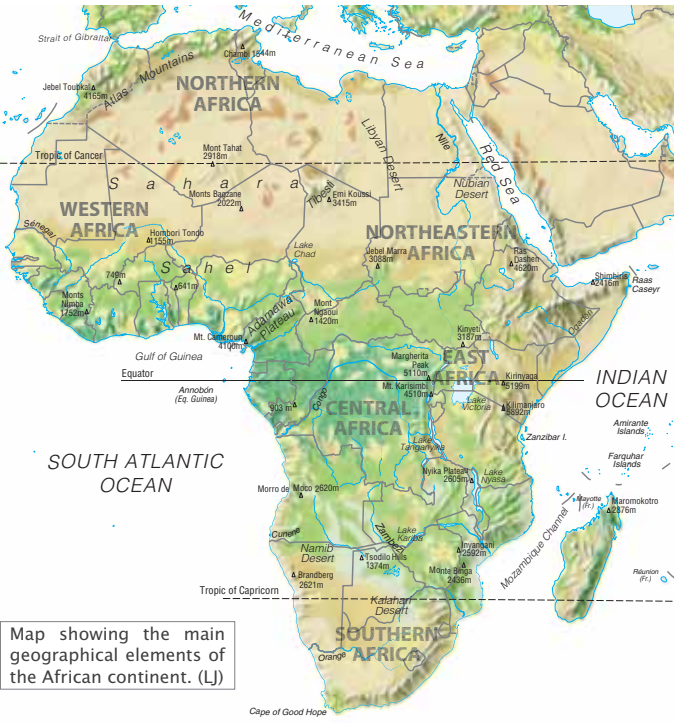 Mediterranean Sea
Strait of Gibraltar
Chambi 1544m
Atlas Mountains
NORTHERN
AFRICA
Jebel Toubkal
4165m
Libyan Desert
Nile
Red Sea
Tropic of Cancer
Mont Tahat
2918m
Sahara
Monts Bagzane
2022m
Tibesti
Emi Koussi
3415m
Nubian
Desert
WESTERN
AFRICA
Sénegal
Hombori Tondo
1155m
NORTHEASTERN
AFRICA
Lake
Chad
Jebel Marra
3088m
Ras
Dashen
4620m
Sahel
749m
641m
Shimbiris
2416m
Raas
Caseyr
Monts
Nimba
1752m
Adamawa
Plateau
Mont
Ngaoui
1420m
Mt. Cameroun
4100m
Kinyeti
3187m
Gulf of Guinea
Margherita
Peak
5110m
EAST
AFRICA
Equator
Mt. Karisimbi
4510m
Kirinyaga
5199m
INDIAN
OCEAN
Annobón
(Eq. Guinea)
903 m
Congo
CENTRAL
AFRICA
Lake
Victoria
Kilimanjaro
5892m
Amirante
Islands
Zanzibar I.
Lake
Tanganyika
Farquhar
Islands
SOUTH ATLANTIC
OCEAN
Nyika Plateau
2605m
Lake
Nyasa
Morro de Moco 2620m
Mayotte
(Fr.)
Maromokotro
2876m
Mozambique Channel
Cunene
Zambezi
Lake
Kariba
Namib
Desert
Tsodilo Hills
1374m
Inyangani
2592m
Monte Binga
2436m
Brandberg
2621m
Réunion
(Fr.)
Tropic of Capricorn
Kalahari
Desert
SOUTHERN
AFRICA
Orange
Cape of Good Hope
Map showing the main
geographical elements of
the African continent. (LJ)